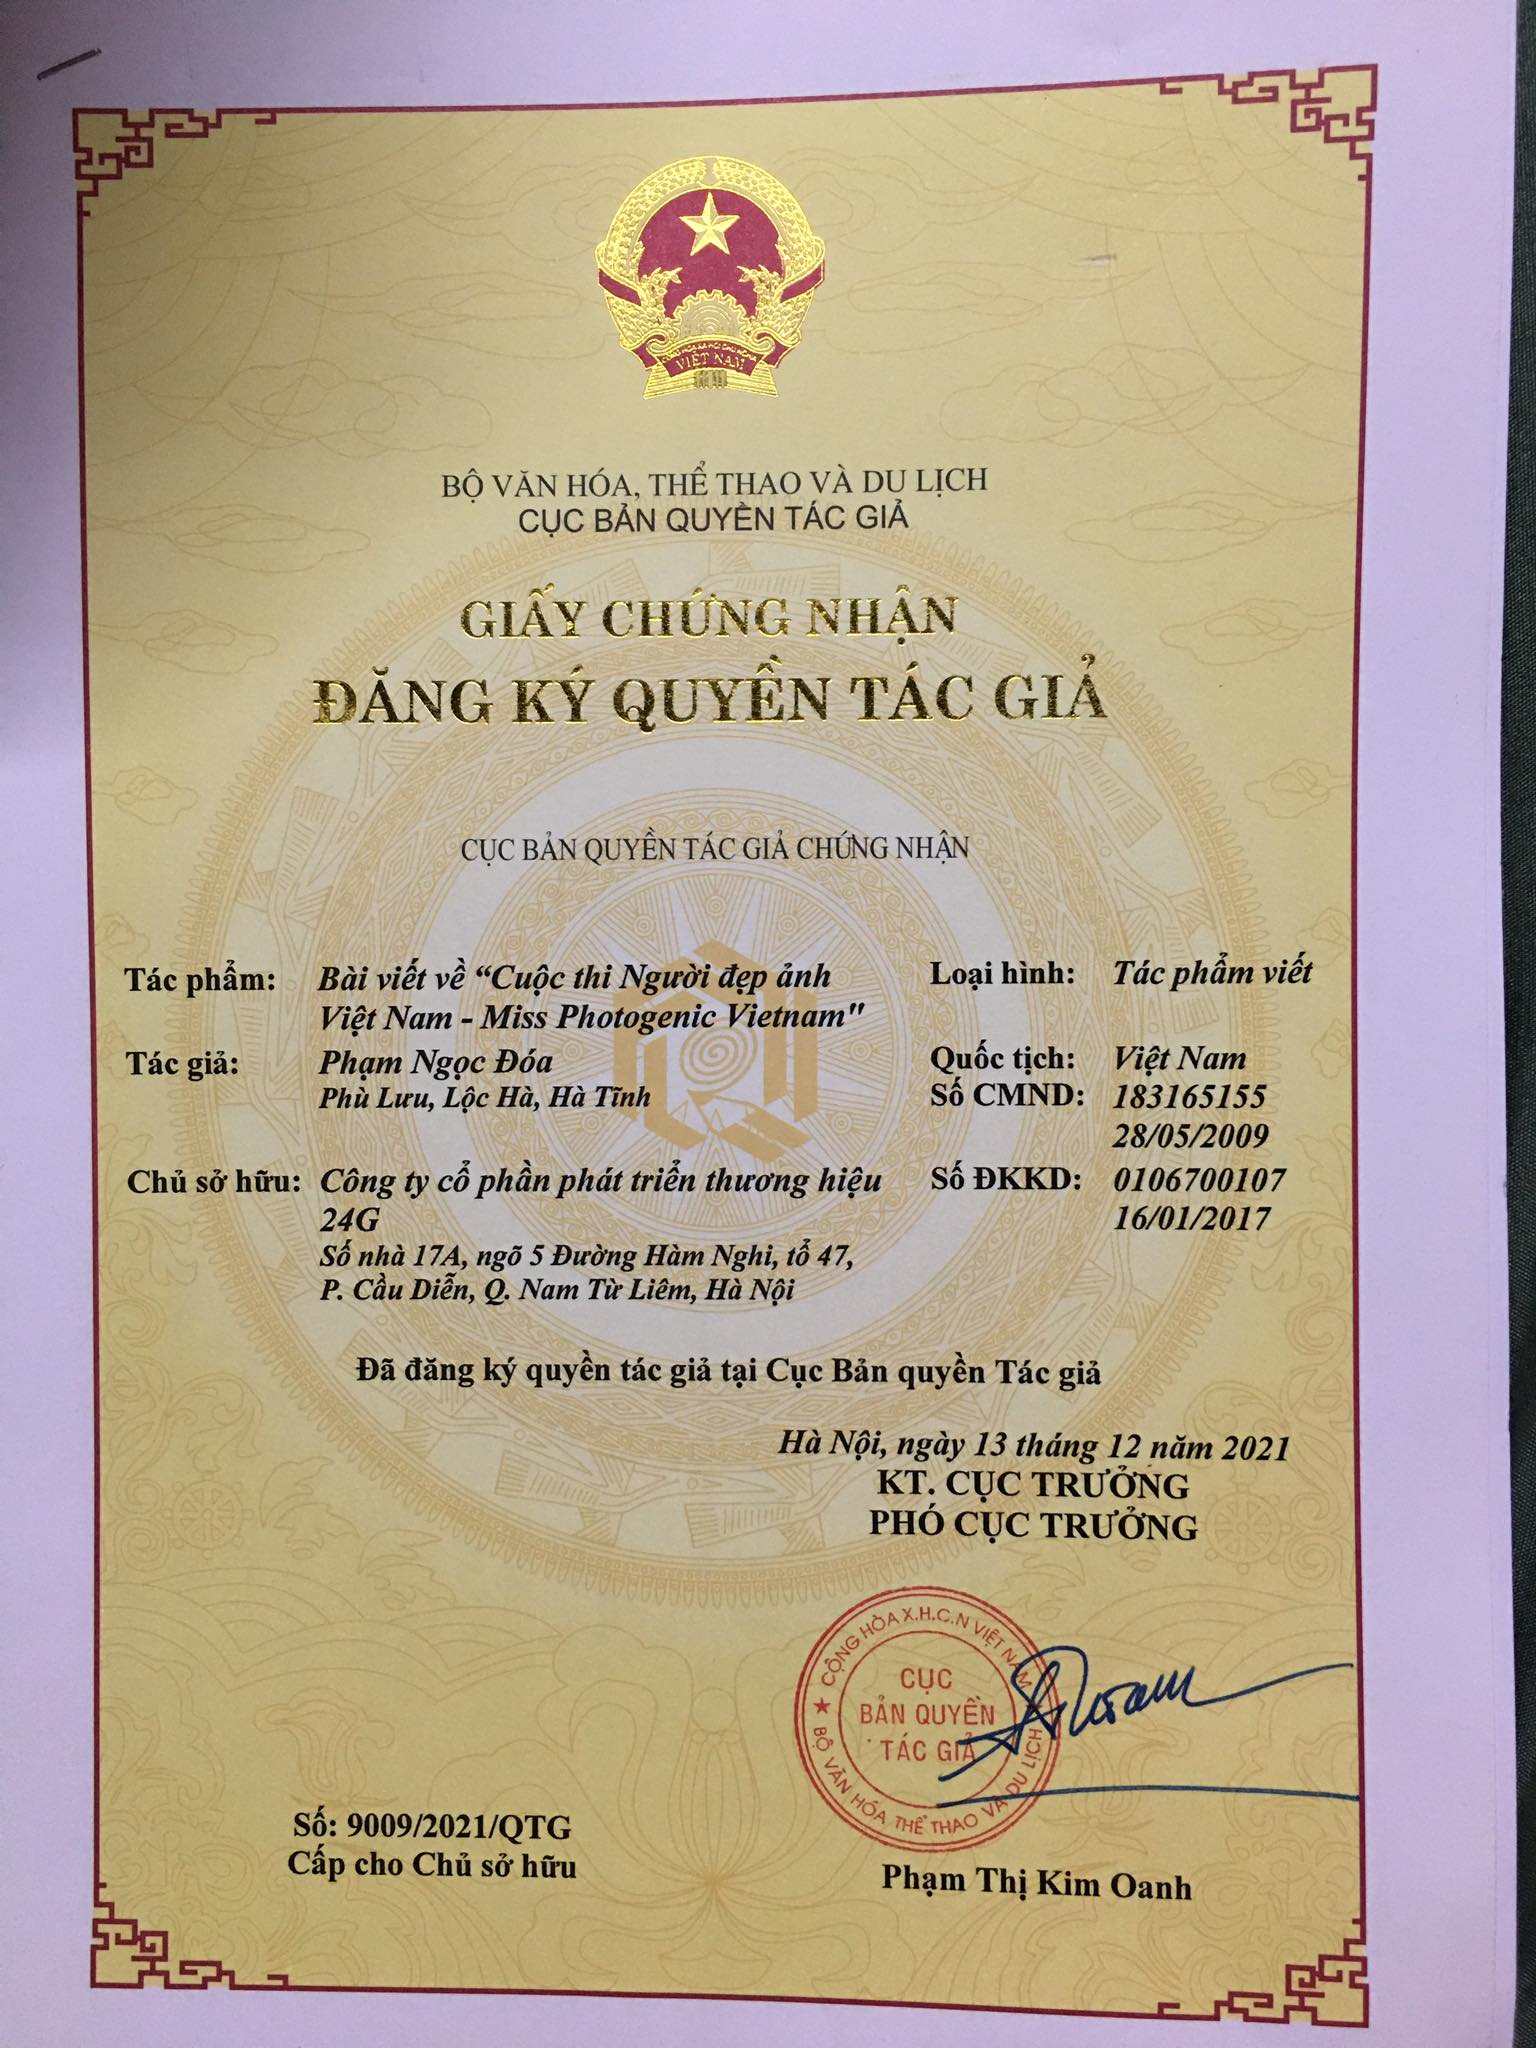 CỘNG HÒA XÃ HỘI CHỦ NGHĨA
VIỆT NAM
BỘ VĂN HÓA, THỂ THAO VÀ DU LỊCH
CỤC BẢN QUYỀN TÁC GIẢ
GIẤY CHỨNG NHẬN
ĐĂNG KÝ QUYỀN TÁC GIẢ
CỤC BẢN QUYỀN TÁC GIẢ CHỨNG NHẬN
Tác phẩm: Bài viết về “Cuộc thi Người đẹp ảnh Loại hình: Tác phẩm viết
Việt Nam - Miss Photogenic Vietnam"
Tác giả: Phạm Ngọc Đóa Quốc tịch: Việt Nam
Phù Lưu, Lộc Hà, Hà Tĩnh Số CMND: 183165155
28/05/2009
Chủ sở hữu: Công ty cổ phần phát triển thương hiệu Số ĐKKD: 0106700107
24G 16/01/2017
Số nhà 17A, ngõ 5 Đường Hàm Nghi, tổ 47,
P. Cầu Diễn, Q. Nam Từ Liêm, Hà Nội
Đã đăng ký quyền tác giả tại Cục Bản quyền Tác giả
Hà Nội, ngày 13 tháng 12 năm 2021
KT. CỤC TRƯỞNG
PHÓ CỤC TRƯỞNG
CỘNG HÒA X.H.C.N VIỆT NAM
CỤC
BẢN QUYỀN
TÁC GIẢ
BỘ VĂN HÓA THỂ THAO VÀ DU LỊCH
Số: 9009/2021/QTG
Cấp cho Chủ sở hữu
Phạm Thị Kim Oanh